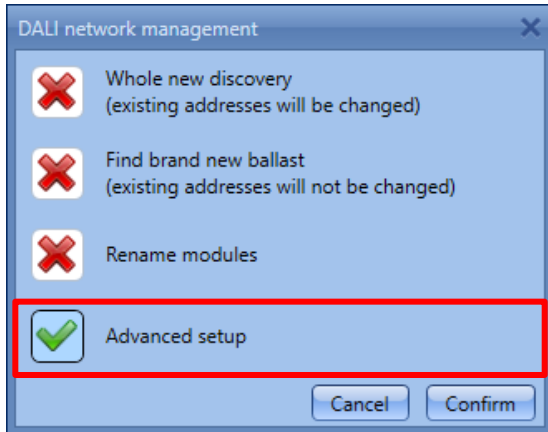 DALI network management
Whole new discovery
(existing addresses will be changed)
Find brand new ballast
(existing addresses will not be changed)
Rename modules
Advanced setup
Cancel Confirm